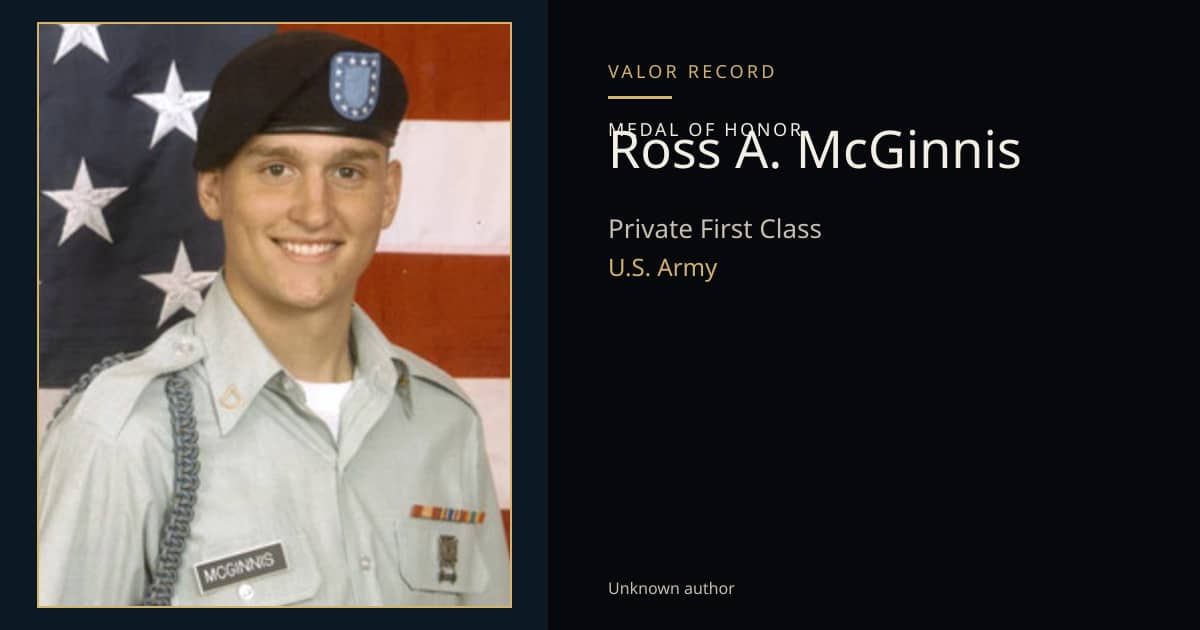 VALOR RECORD
MEDAL OF HONOR
Ross A. McGinnis
Private First Class
U.S. Army
MCGINNIS
Unknown author